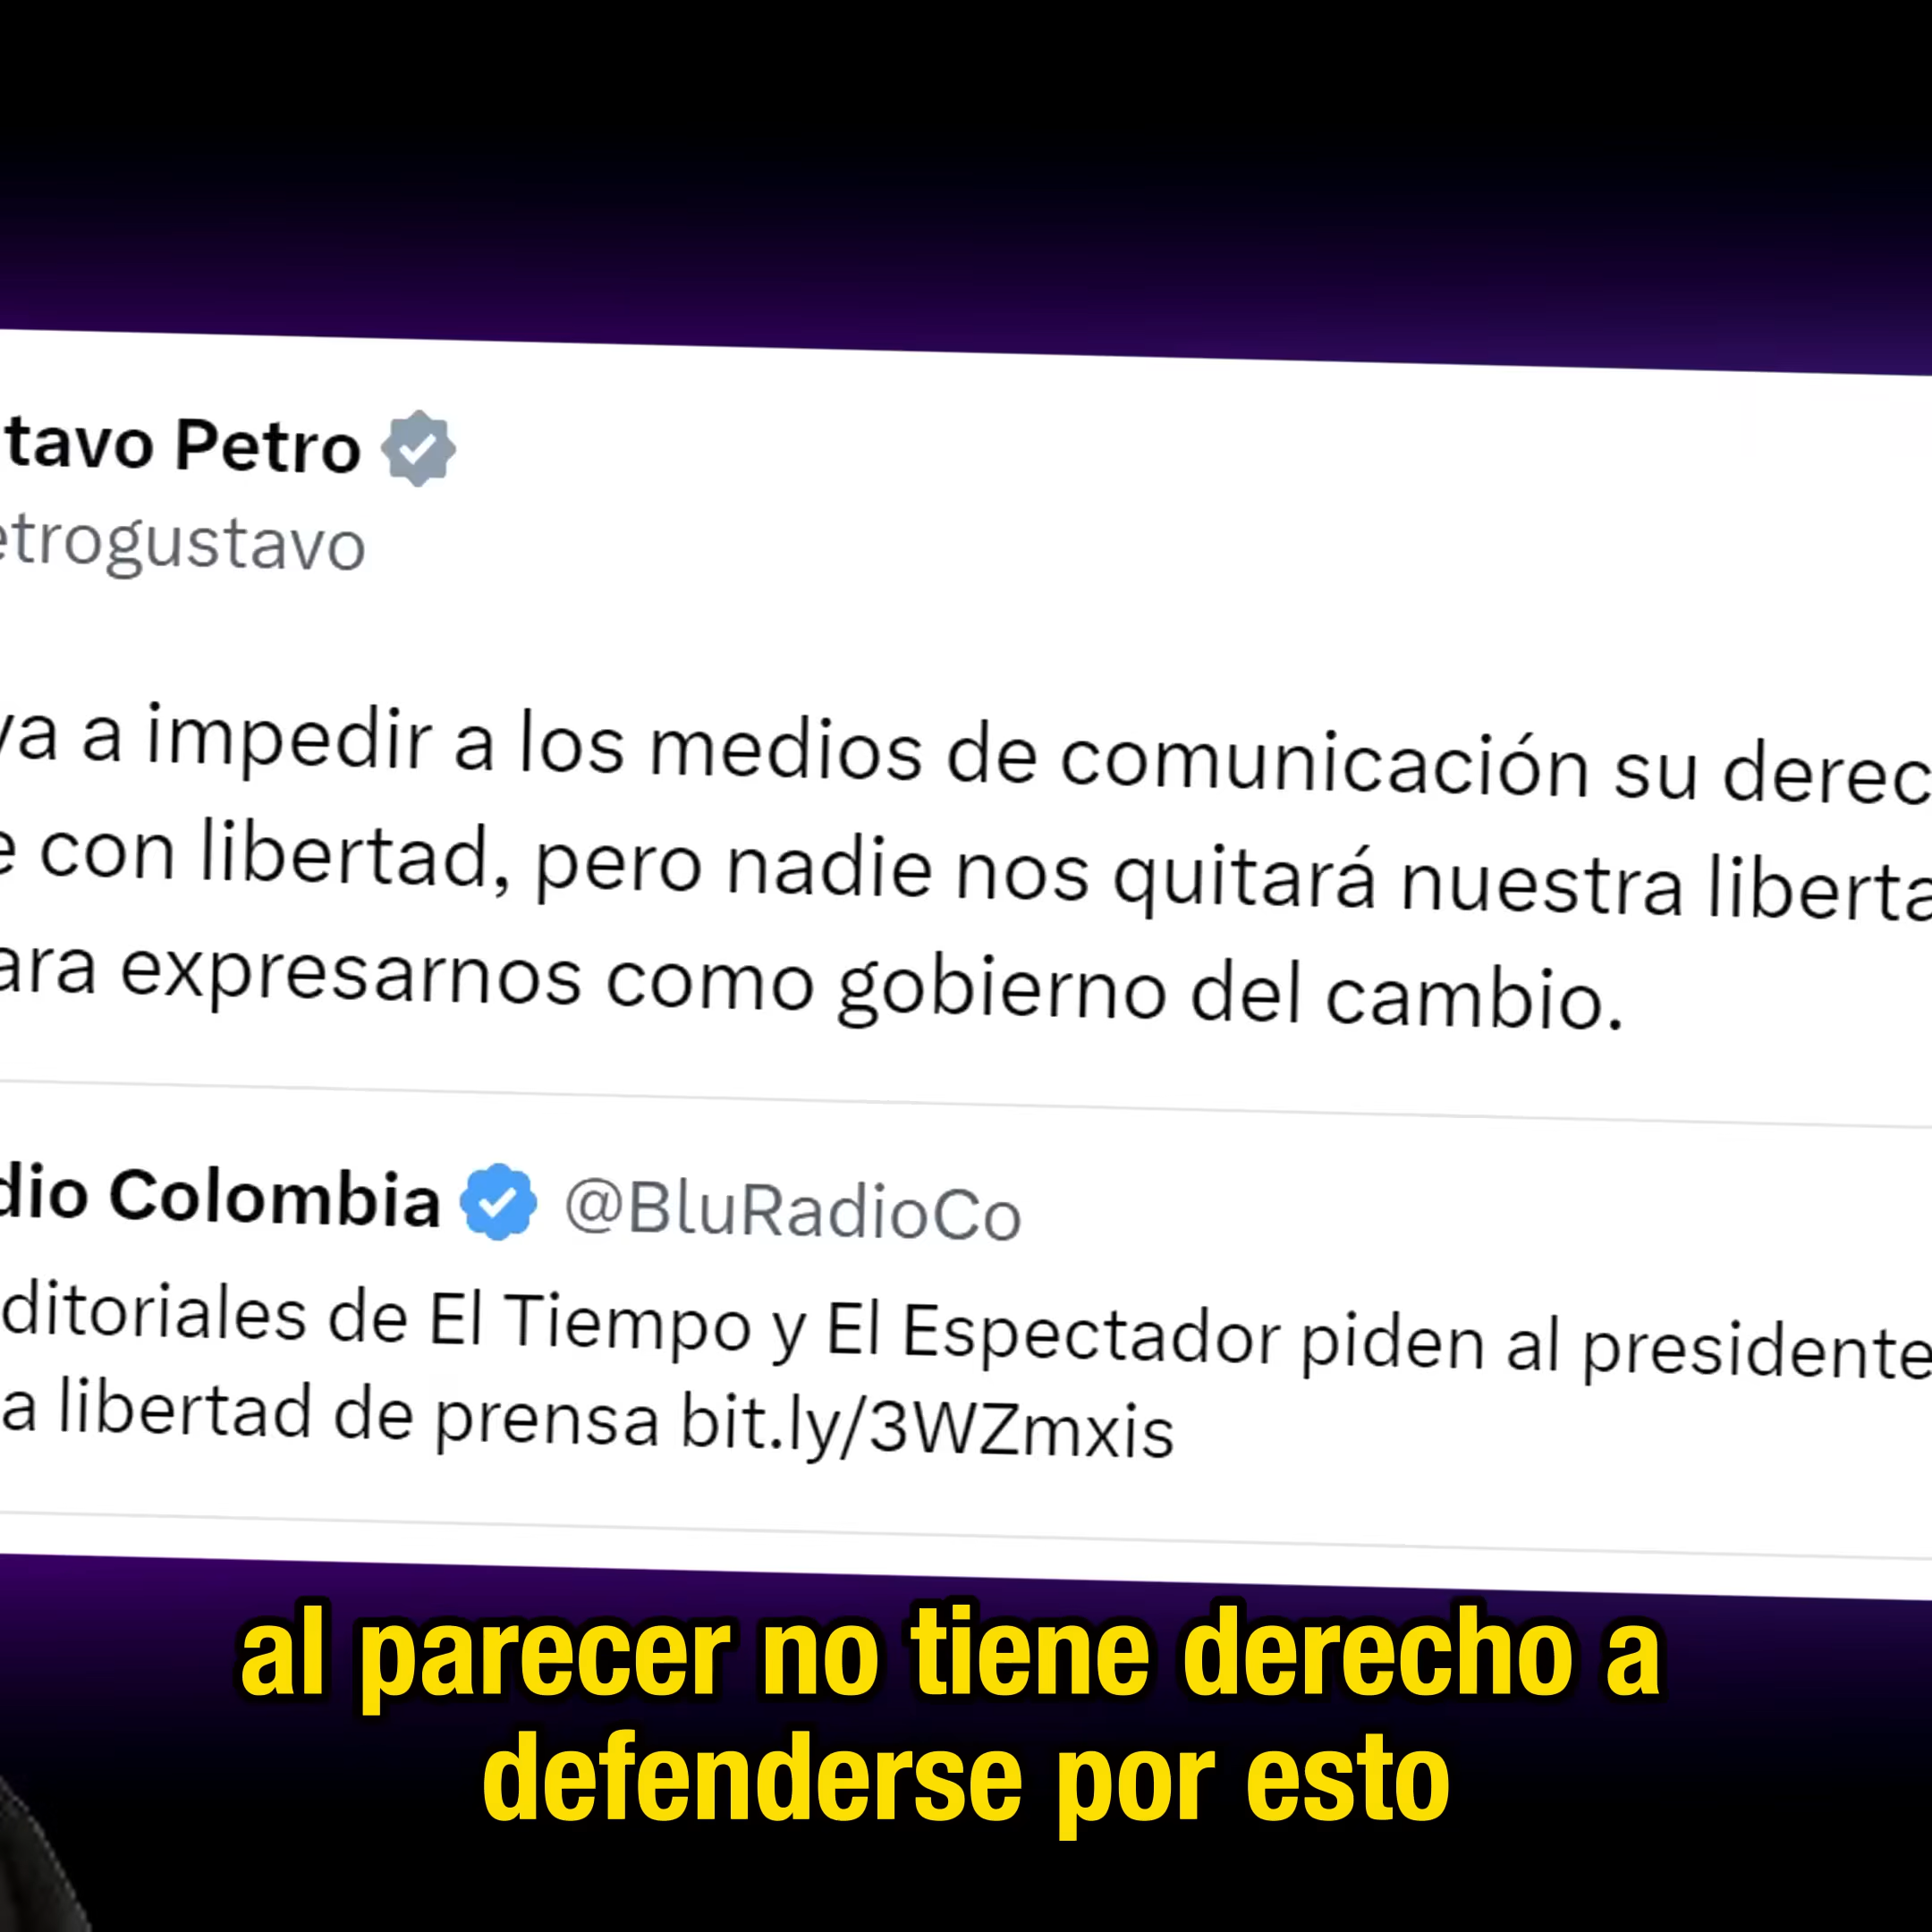 tavo Petro
etrogustavo
va a impedir a los medios de comunicación su derec
e con libertad, pero nadie nos quitará nuestra liberta
ara expresarnos como gobierno del cambio.
dio Colombia @BluRadioCo
ditoriales de El Tiempo y El Espectador piden al presidente
a libertad de prensa bit.ly/3WZmxis
al parecer no tiene derecho a
defenderse por esto